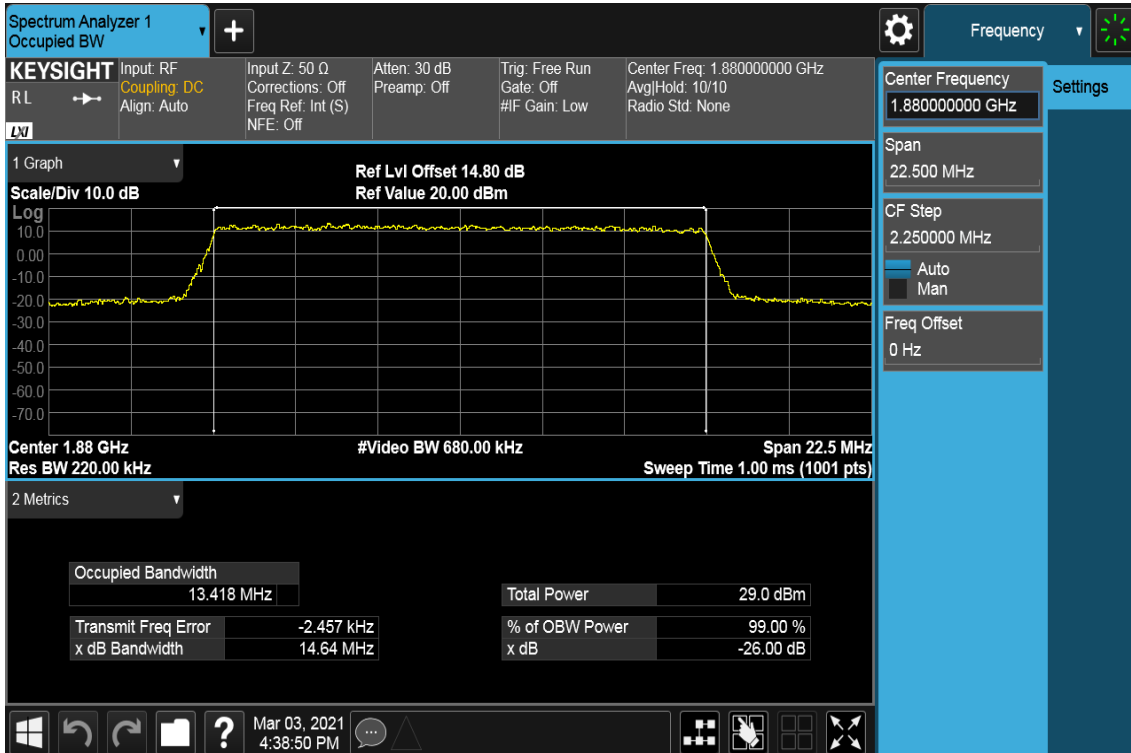 Spectrum Analyzer 1
Occupied BW
+
Frequency
KEYSIGHT
R L
LXI
Input: RF
Coupling: DC
Align: Auto
Input Z: 50 Ω
Corrections: Off
Freq Ref: Int (S)
NFE: Off
Atten: 30 dB
Preamp: Off
Trig: Free Run
Gate: Off
#IF Gain: Low
Center Freq: 1.880000000 GHz
Avg|Hold: 10/10
Radio Std: None
Center Frequency
1.880000000 GHz
Settings
Span
22.500 MHz
CF Step
2.250000 MHz
Auto
Man
Freq Offset
0 Hz
1 Graph
Scale/Div 10.0 dB
Ref Lvl Offset 14.80 dB
Ref Value 20.00 dBm
Log
10.0
0.00
-10.0
-20.0
-30.0
-40.0
-50.0
-60.0
-70.0
Center 1.88 GHz
#Video BW 680.00 kHz
Span 22.5 MHz
Res BW 220.00 kHz
Sweep Time 1.00 ms (1001 pts)
2 Metrics
Occupied Bandwidth
13.418 MHz
Total Power 29.0 dBm
Transmit Freq Error -2.457 kHz
% of OBW Power 99.00 %
x dB Bandwidth 14.64 MHz
x dB -26.00 dB
?
Mar 03, 2021
4:38:50 PM